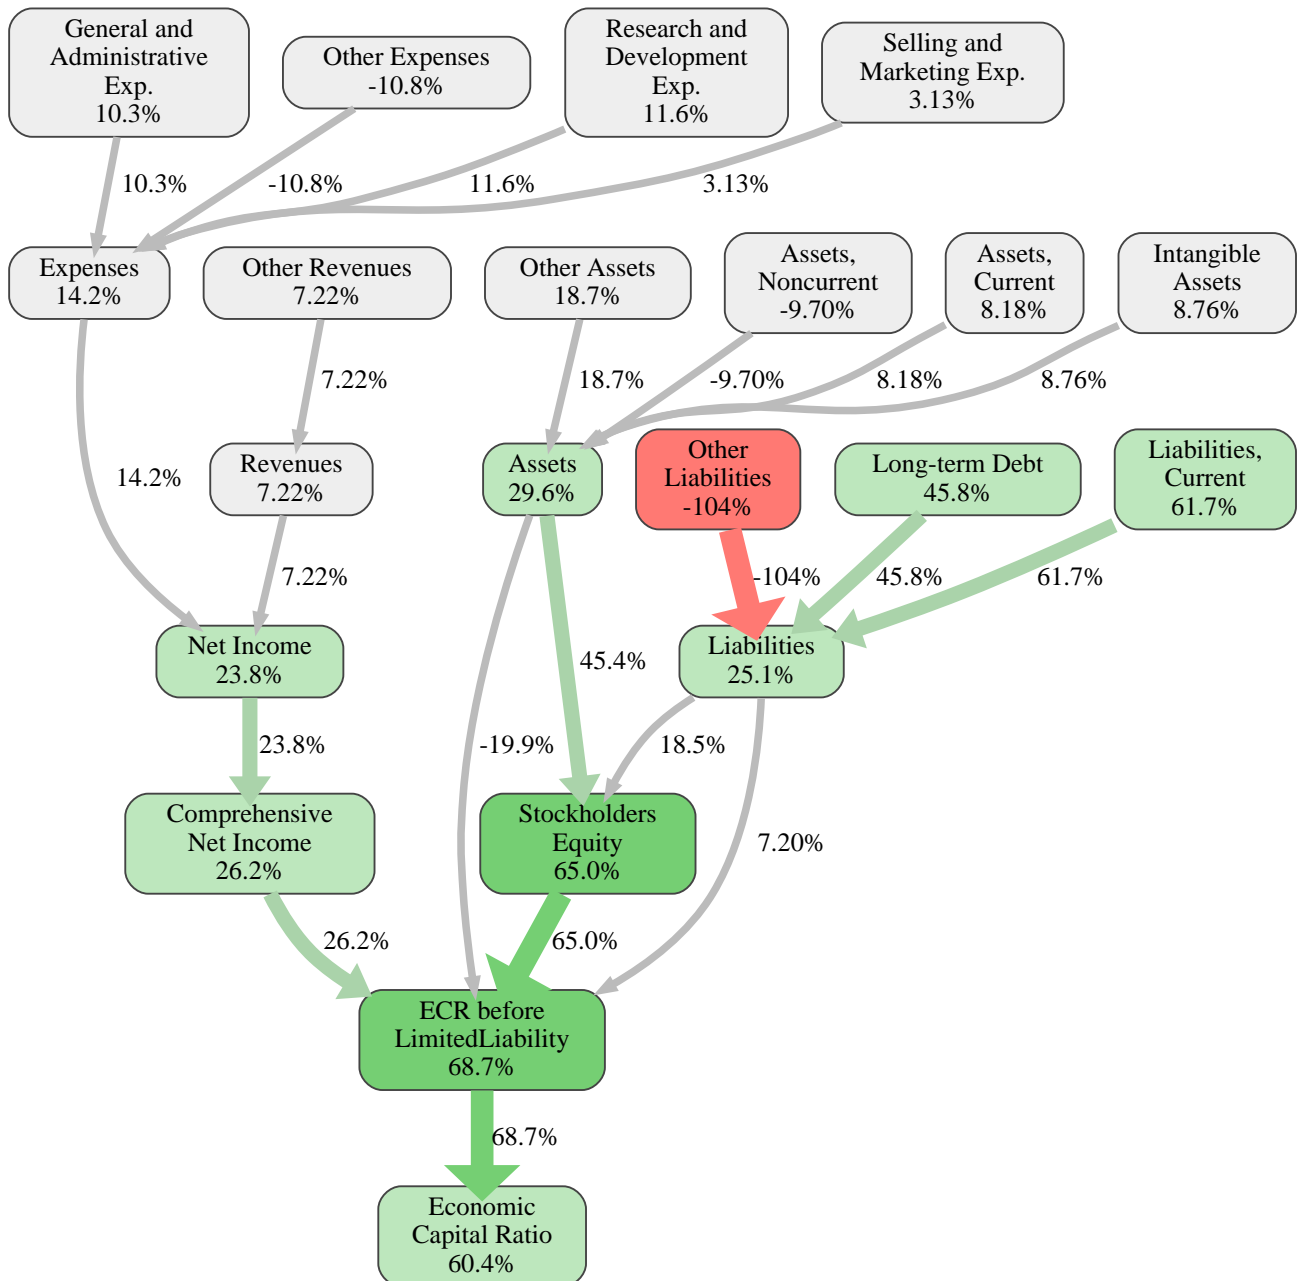 General and
Administrative
Exp.
10.3%
Other Expenses
-10.8%
Research and
Development
Exp.
11.6%
Selling and
Marketing Exp.
3.13%
10.3%
-10.8%
11.6%
3.13%
Expenses
14.2%
Other Revenues
7.22%
Other Assets
18.7%
Assets,
Noncurrent
-9.70%
Assets,
Current
8.18%
Intangible
Assets
8.76%
7.22%
18.7%
-9.70%
8.18%
8.76%
14.2%
Revenues
7.22%
Assets
29.6%
Other
Liabilities
-104%
Long-term Debt
45.8%
Liabilities,
Current
61.7%
7.22%
-104%
45.8%
61.7%
Net Income
23.8%
45.4%
Liabilities
25.1%
23.8%
-19.9%
18.5%
Comprehensive
Net Income
26.2%
Stockholders
Equity
65.0%
7.20%
26.2%
65.0%
ECR before
LimitedLiability
68.7%
68.7%
Economic
Capital Ratio
60.4%